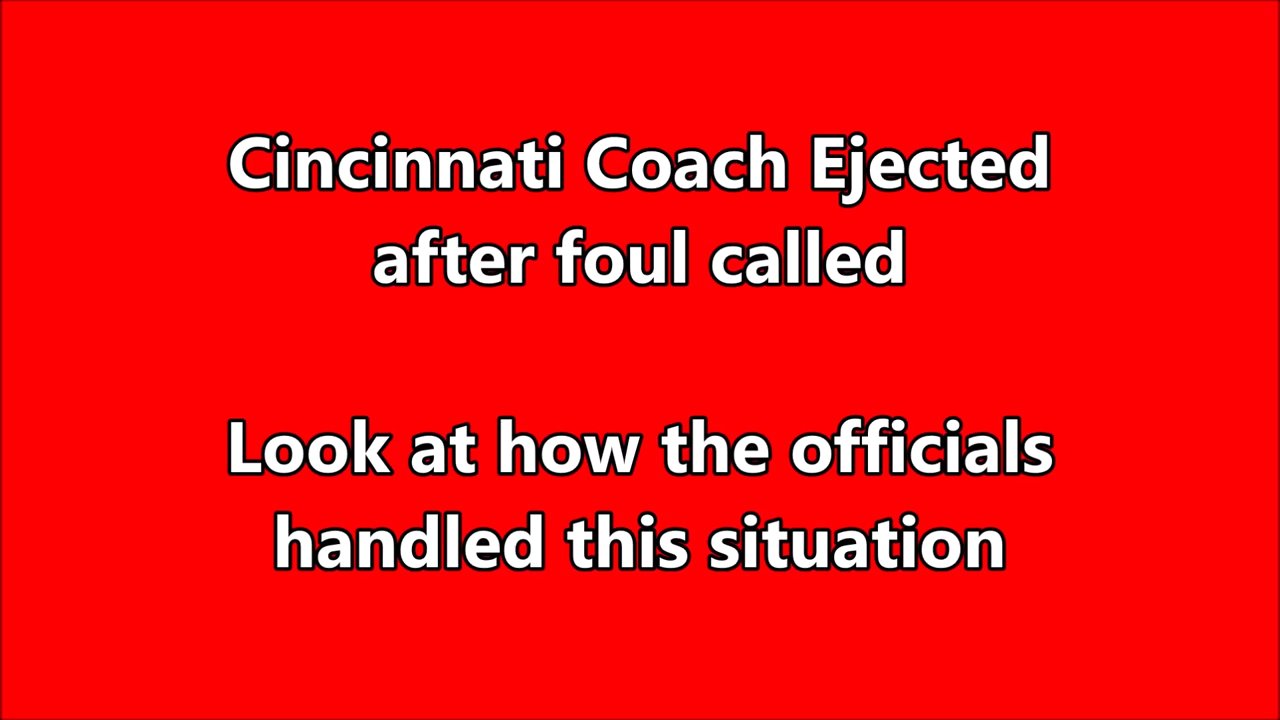 Cincinnati Coach Ejected
after foul called
Look at how the officials
handled this situation